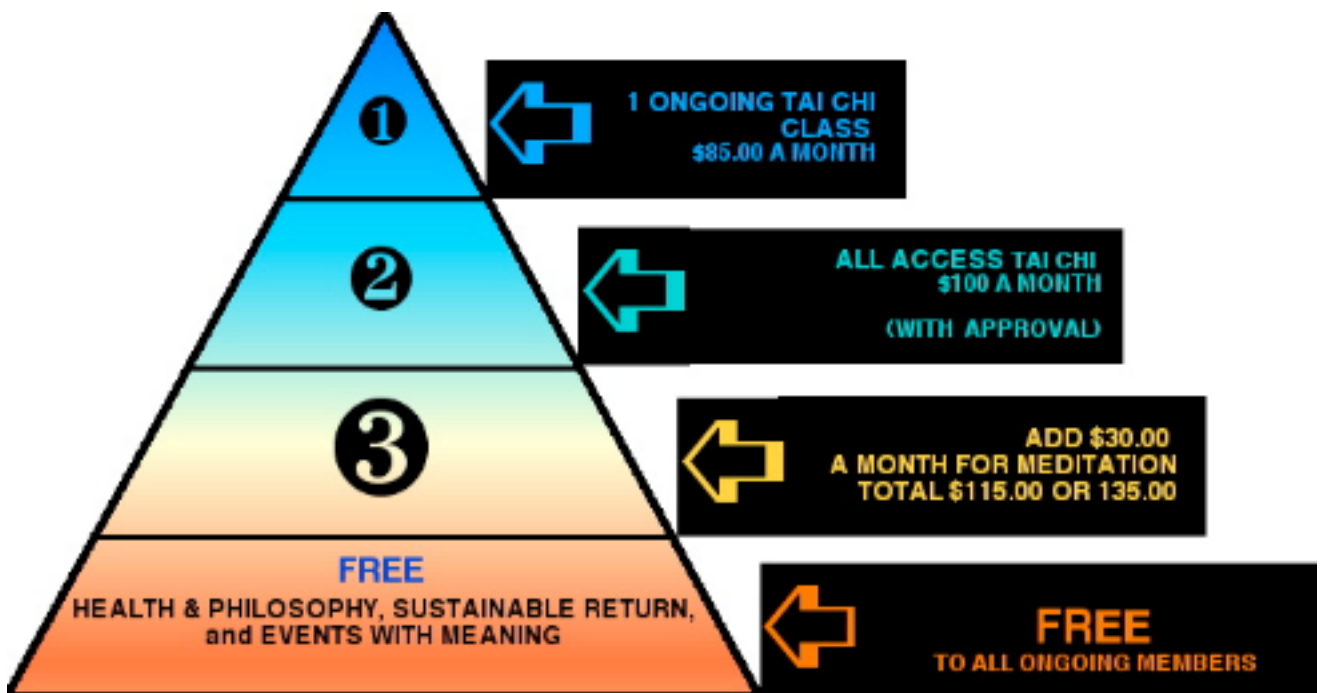 1
1 ONGOING TAI CHI
CLASS
$85.00 A MONTH
2
ALL ACCESS TAI CHI
$100 A MONTH
(WITH APPROVAL)
3
ADD $30.00
A MONTH FOR MEDITATION
TOTAL $115.00 OR 135.00
FREE
HEALTH & PHILOSOPHY, SUSTAINABLE RETURN,
and EVENTS WITH MEANING
FREE
TO ALL ONGOING MEMBERS